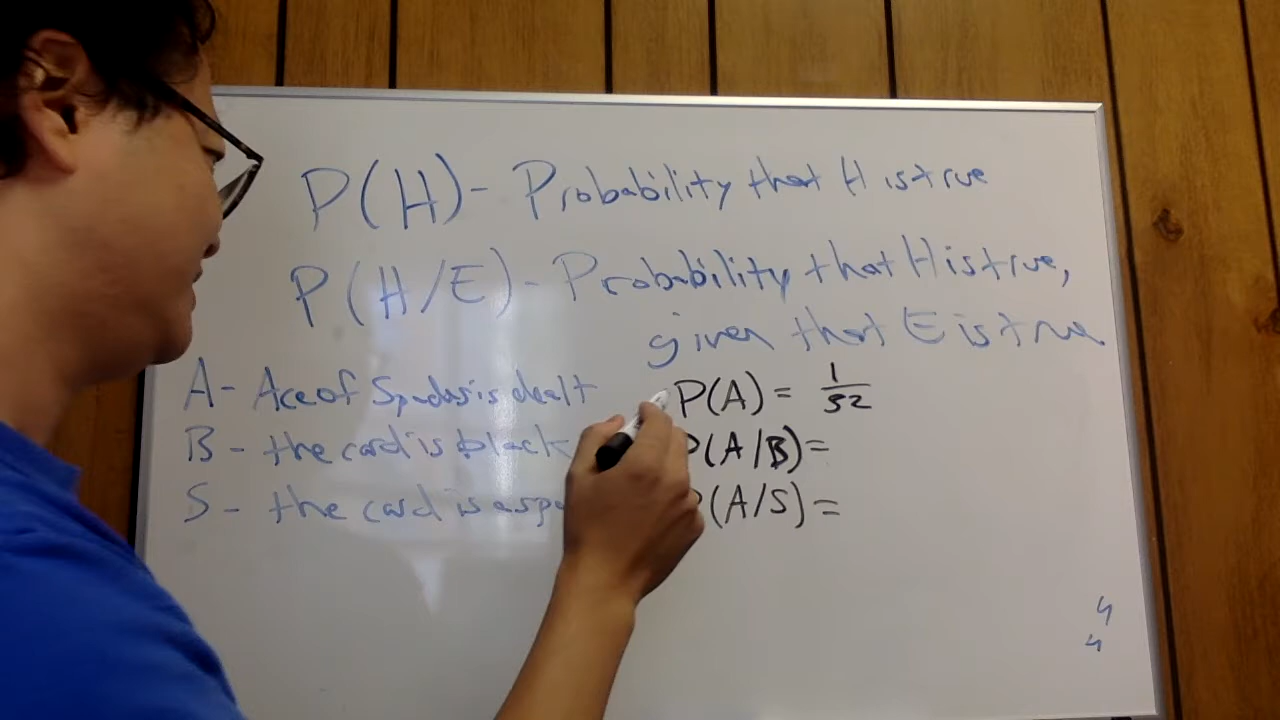 P(H) - Probability that H is true
P(H/E) - Probability that H is true,
given that E is true
A - Ace of Spades is dealt P(A) = 1/52
B - the card is black P(A/B) =
S - the card is a P(A/S) =
4
4